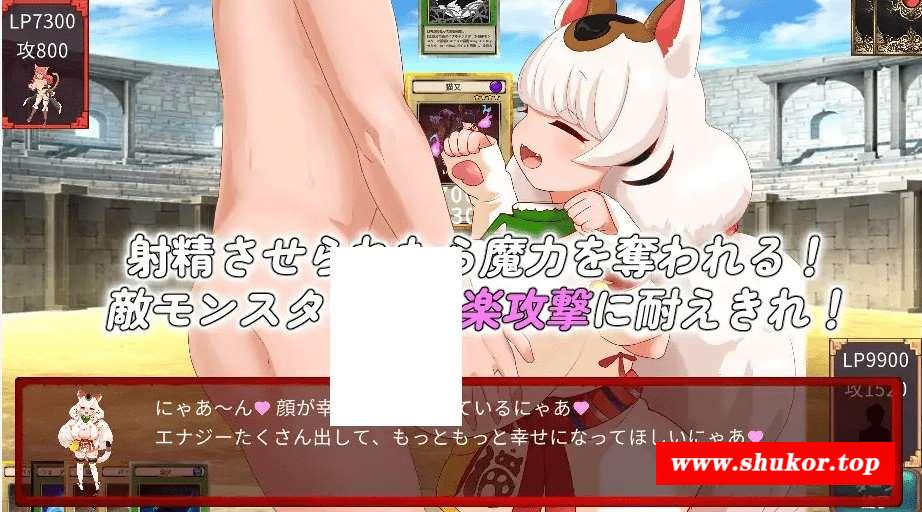 LP7300
攻800
猫又
射精させら　　ら魔力を奪われる！
敵モンスタ　　楽攻撃に耐えきれ！
LP9900
攻1520
にゃあ～ん♥顔が幸　　ているにゃあ♥
エナジーたくさん出して、もっともっと幸せになってほしいにゃあ♥
www.shukor.top